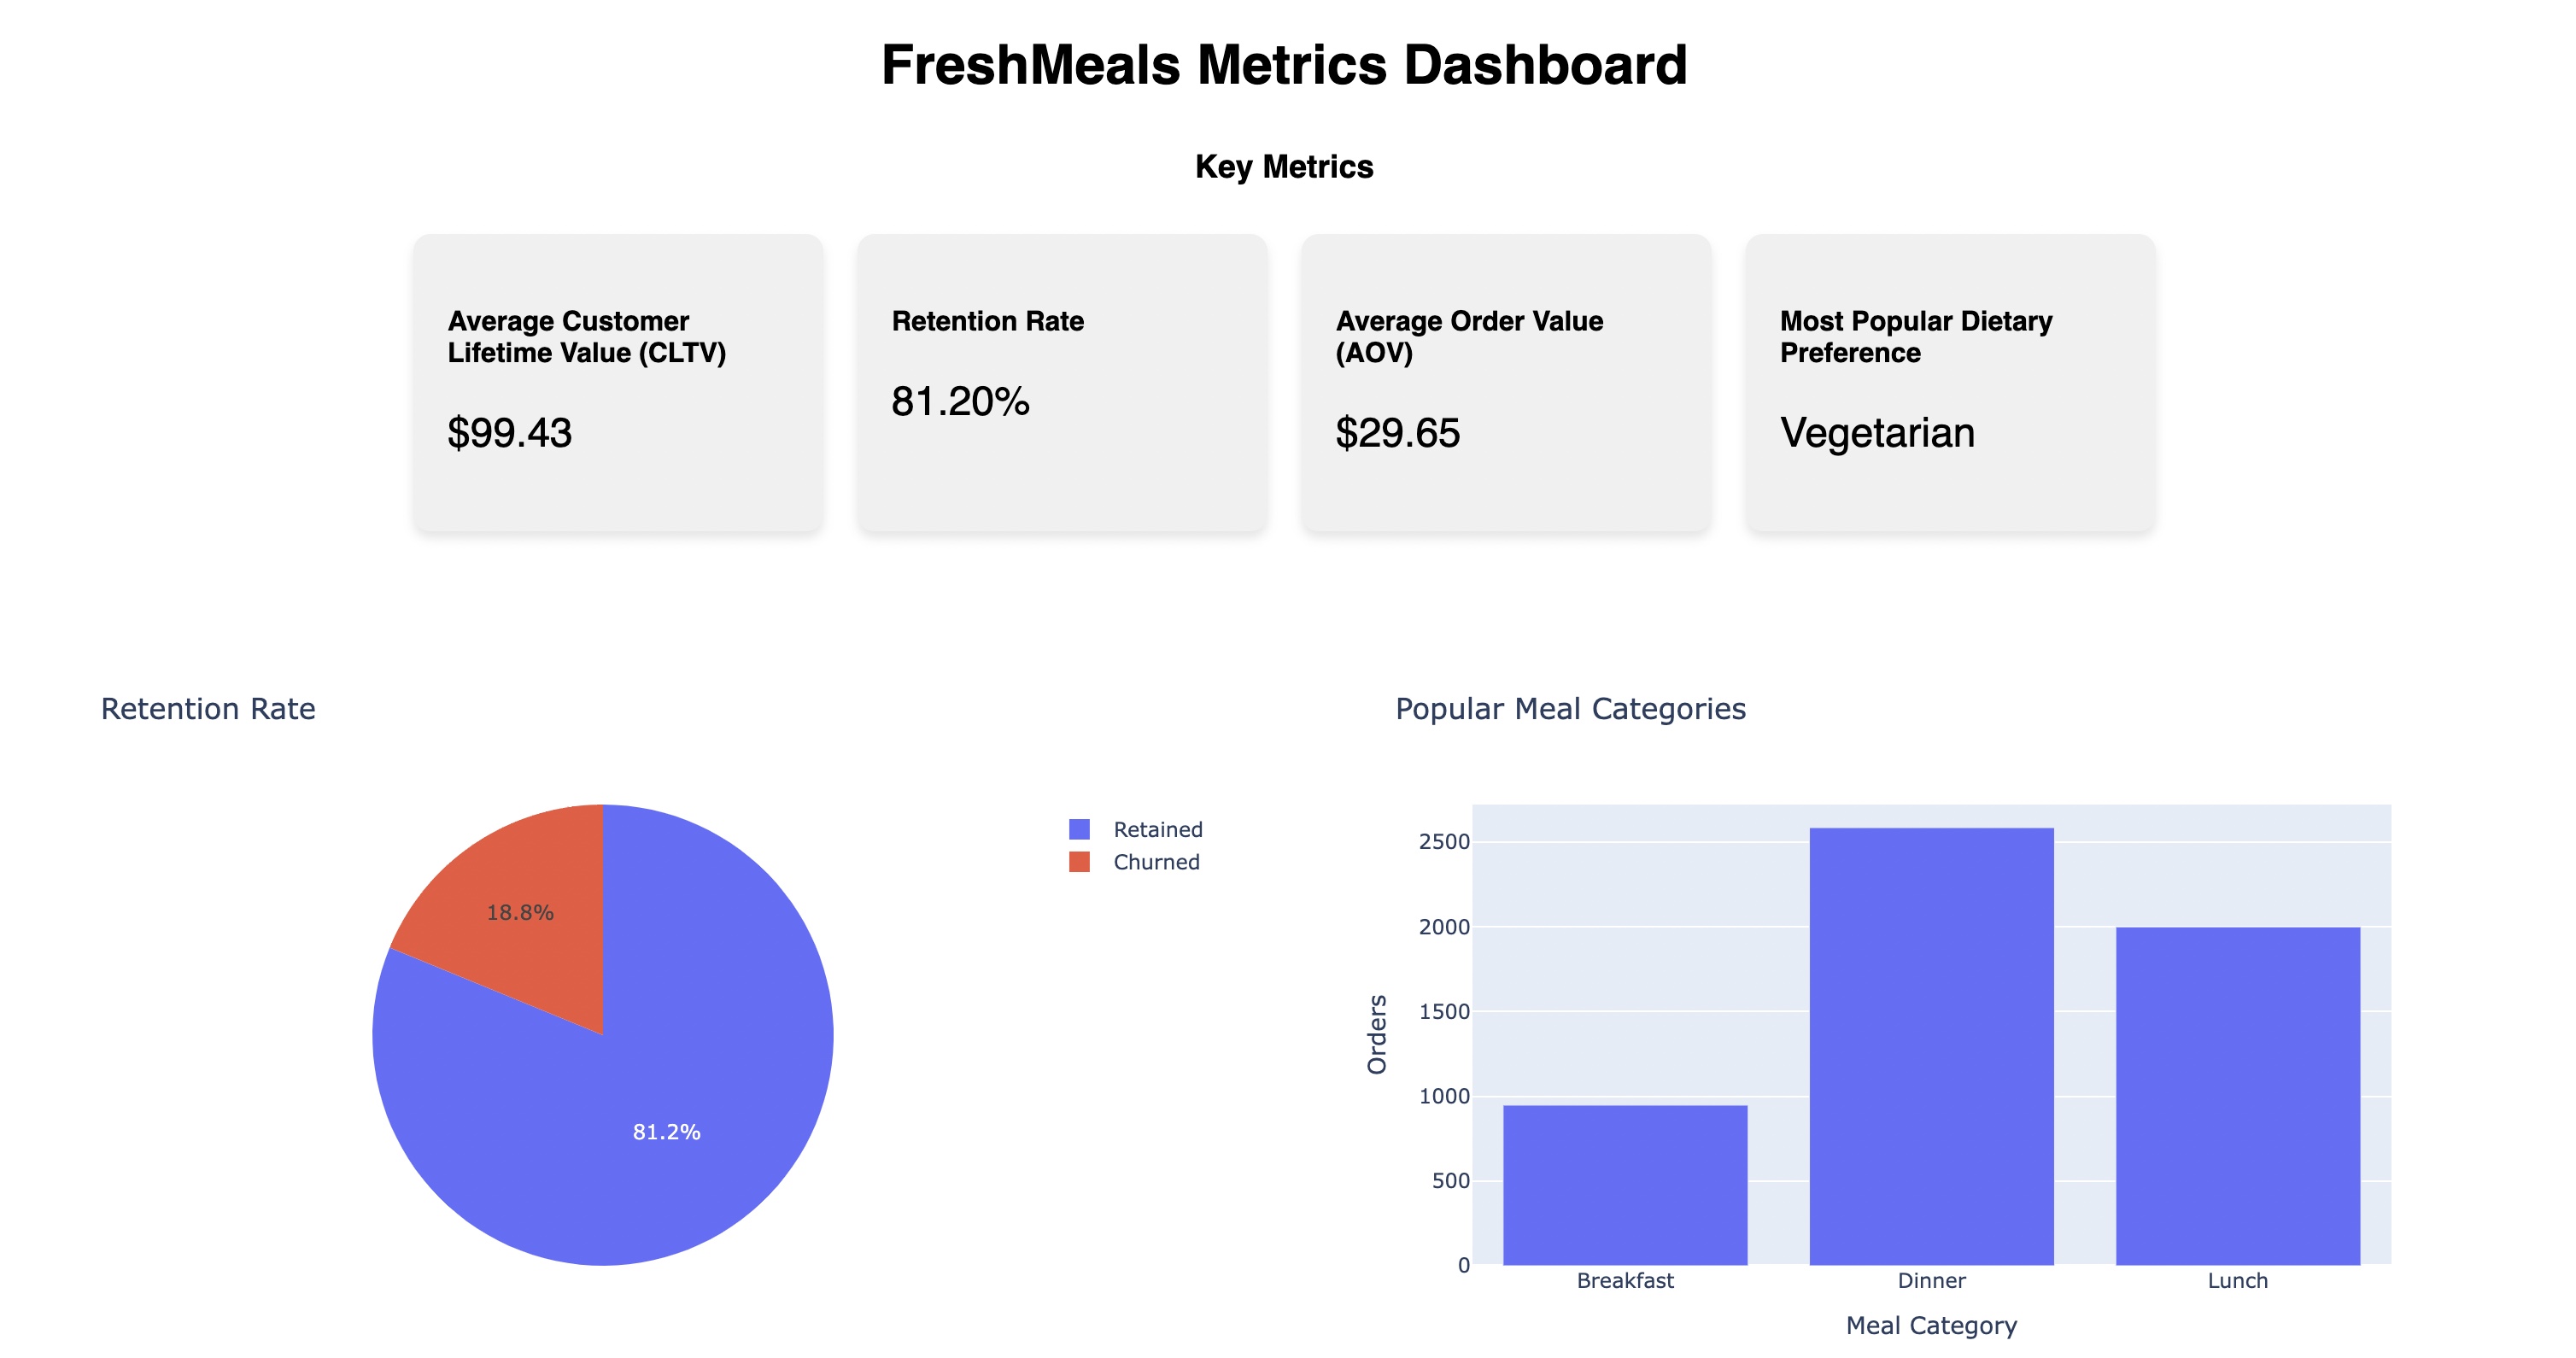 FreshMeals Metrics Dashboard
Key Metrics
Average Customer
Lifetime Value (CLTV)
$99.43
Retention Rate
81.20%
Average Order Value
(AOV)
$29.65
Most Popular Dietary
Preference
Vegetarian
Retention Rate
18.8%
81.2%
Retained
Churned
Popular Meal Categories
Orders
2500
2000
1500
1000
500
0
Breakfast
Dinner
Lunch
Meal Category